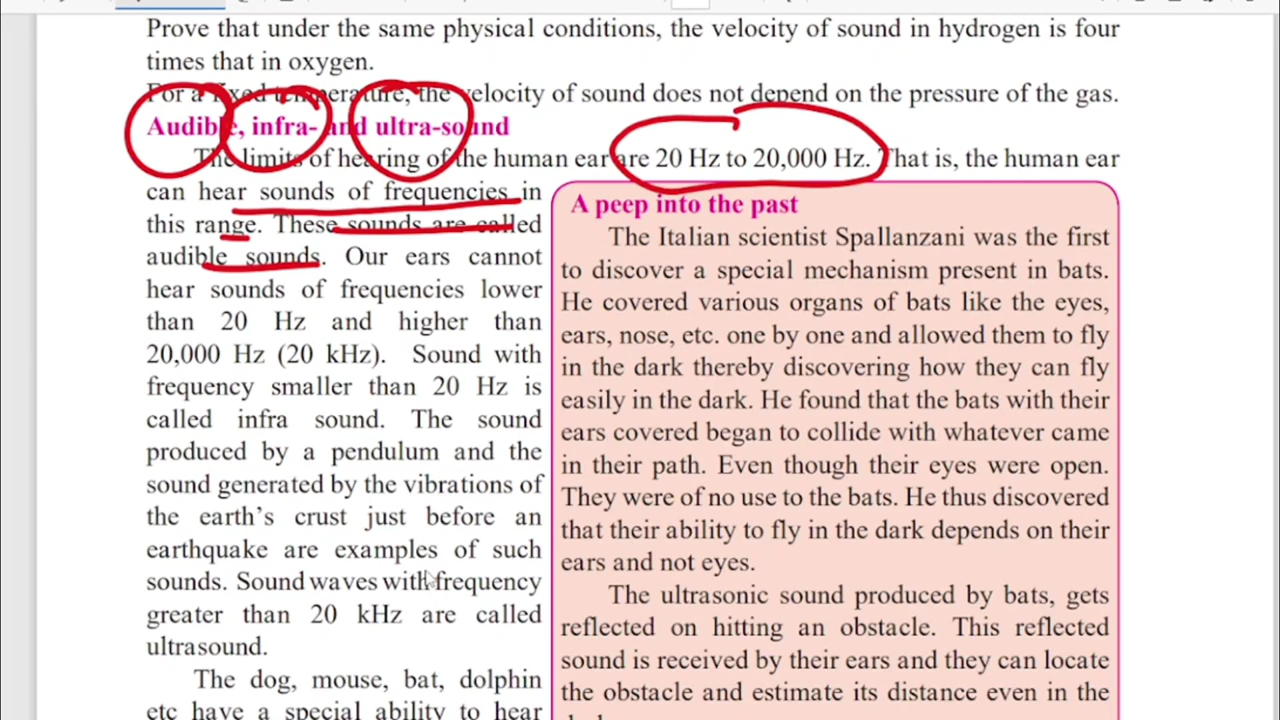 Prove that under the same physical conditions, the velocity of sound in hydrogen is four
times that in oxygen.
For a fixed temperature, the velocity of sound does not depend on the pressure of the gas.
Audible, infra- and ultra-sound
The limits of hearing of the human ear are 20 Hz to 20,000 Hz. That is, the human ear
can hear sounds of frequencies in
this range. These sounds are called
audible sounds. Our ears cannot
hear sounds of frequencies lower
than 20 Hz and higher than
20,000 Hz (20 kHz). Sound with
frequency smaller than 20 Hz is
called infra sound. The sound
produced by a pendulum and the
sound generated by the vibrations of
the earth's crust just before an
earthquake are examples of such
sounds. Sound waves with frequency
greater than 20 kHz are called
ultrasound.
The dog, mouse, bat, dolphin
etc have a special ability to hear
A peep into the past
The Italian scientist Spallanzani was the first
to discover a special mechanism present in bats.
He covered various organs of bats like the eyes,
ears, nose, etc. one by one and allowed them to fly
in the dark thereby discovering how they can fly
easily in the dark. He found that the bats with their
ears covered began to collide with whatever came
in their path. Even though their eyes were open.
They were of no use to the bats. He thus discovered
that their ability to fly in the dark depends on their
ears and not eyes.
The ultrasonic sound produced by bats, gets
reflected on hitting an obstacle. This reflected
sound is received by their ears and they can locate
the obstacle and estimate its distance even in the